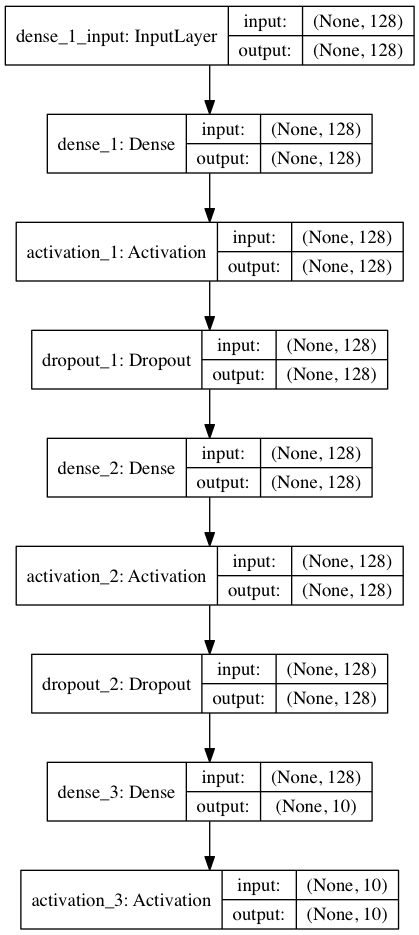 dense_1_input: InputLayer
input: (None, 128)
output: (None, 128)
dense_1: Dense
input: (None, 128)
output: (None, 128)
activation_1: Activation
input: (None, 128)
output: (None, 128)
dropout_1: Dropout
input: (None, 128)
output: (None, 128)
dense_2: Dense
input: (None, 128)
output: (None, 128)
activation_2: Activation
input: (None, 128)
output: (None, 128)
dropout_2: Dropout
input: (None, 128)
output: (None, 128)
dense_3: Dense
input: (None, 128)
output: (None, 10)
activation_3: Activation
input: (None, 10)
output: (None, 10)